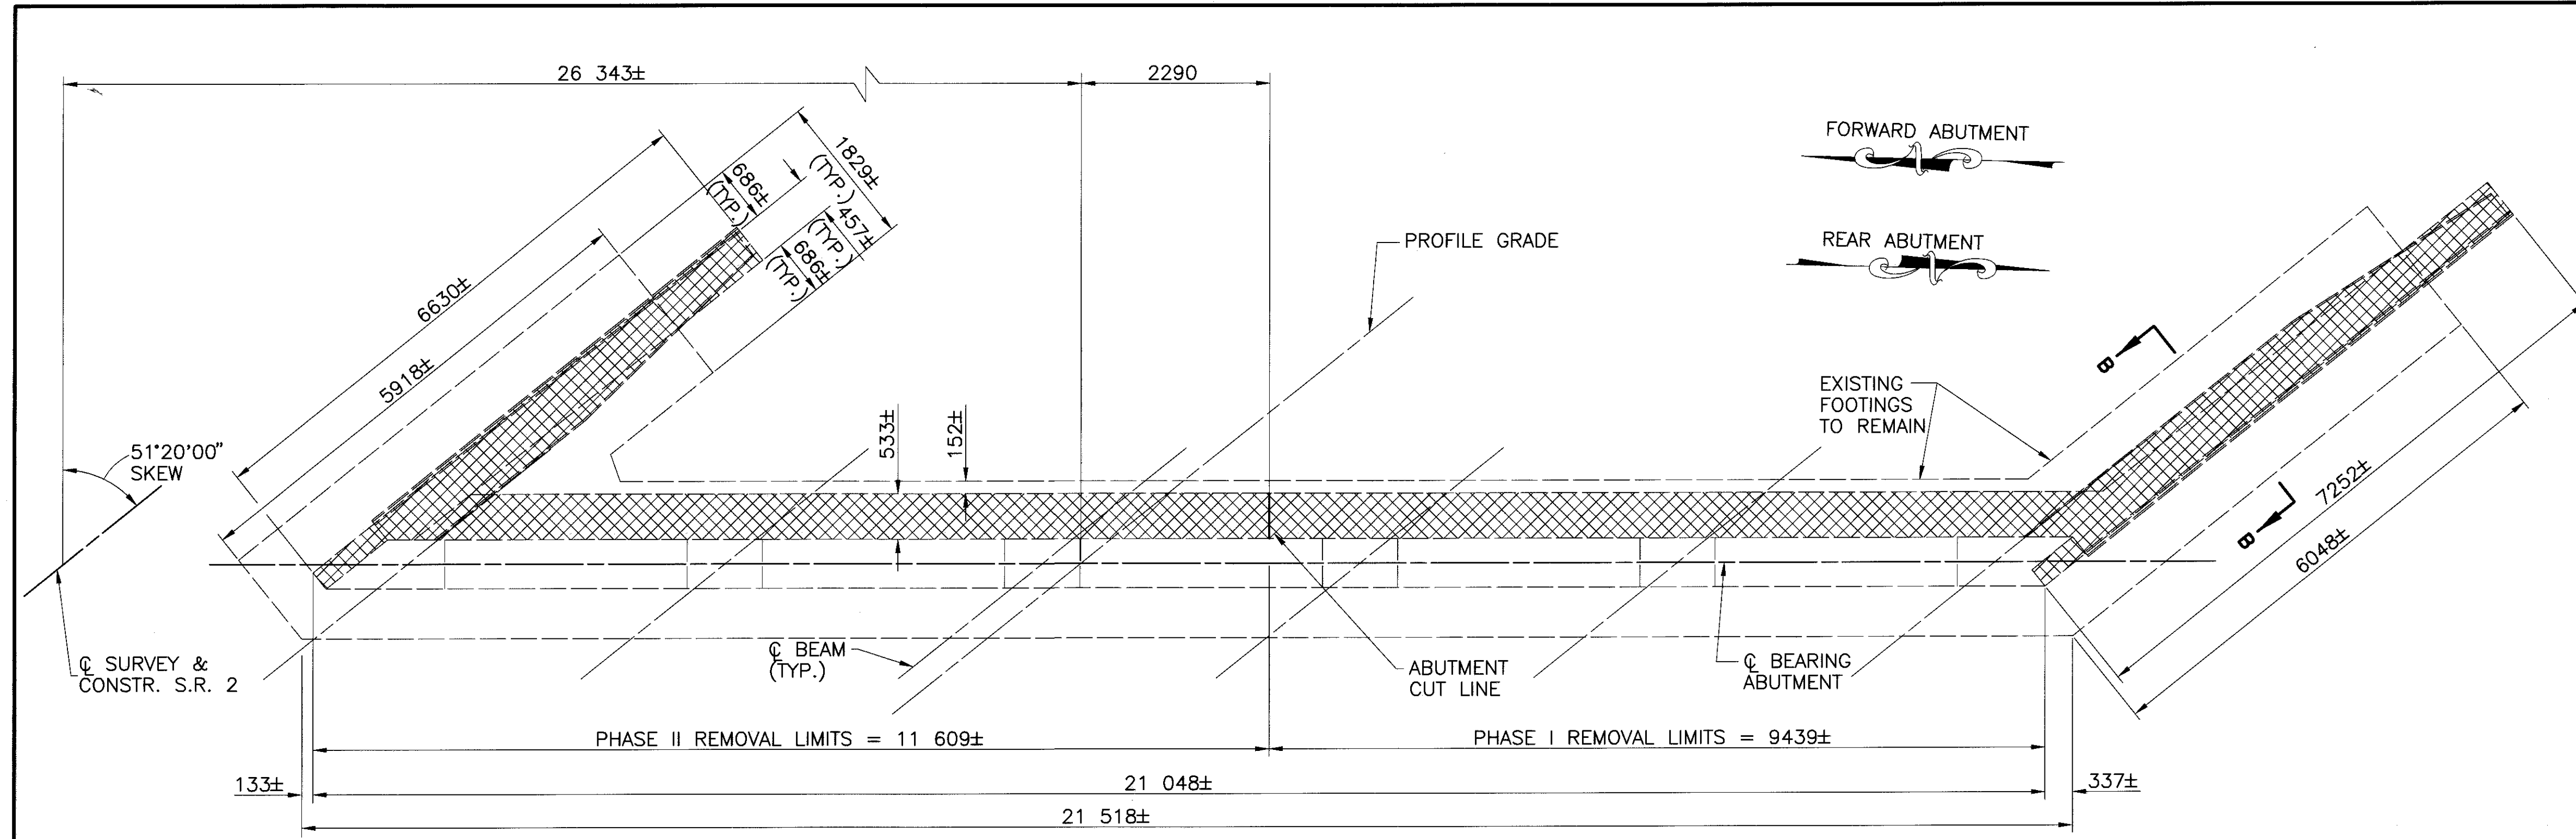 26 343±
2290
FORWARD ABUTMENT
REAR ABUTMENT
1829±
(TYP.)
686±
(TYP.)
457±
(TYP.)
686±
(TYP.)
6630±
5918±
PROFILE GRADE
51°20'00"
SKEW
533±
152±
EXISTING
FOOTINGS
TO REMAIN
B
B
7252±
6048±
℄ SURVEY &
CONSTR. S.R. 2
℄ BEAM
(TYP.)
ABUTMENT
CUT LINE
℄ BEARING
ABUTMENT
PHASE II REMOVAL LIMITS = 11 609±
PHASE I REMOVAL LIMITS = 9439±
133±
21 048±
337±
21 518±